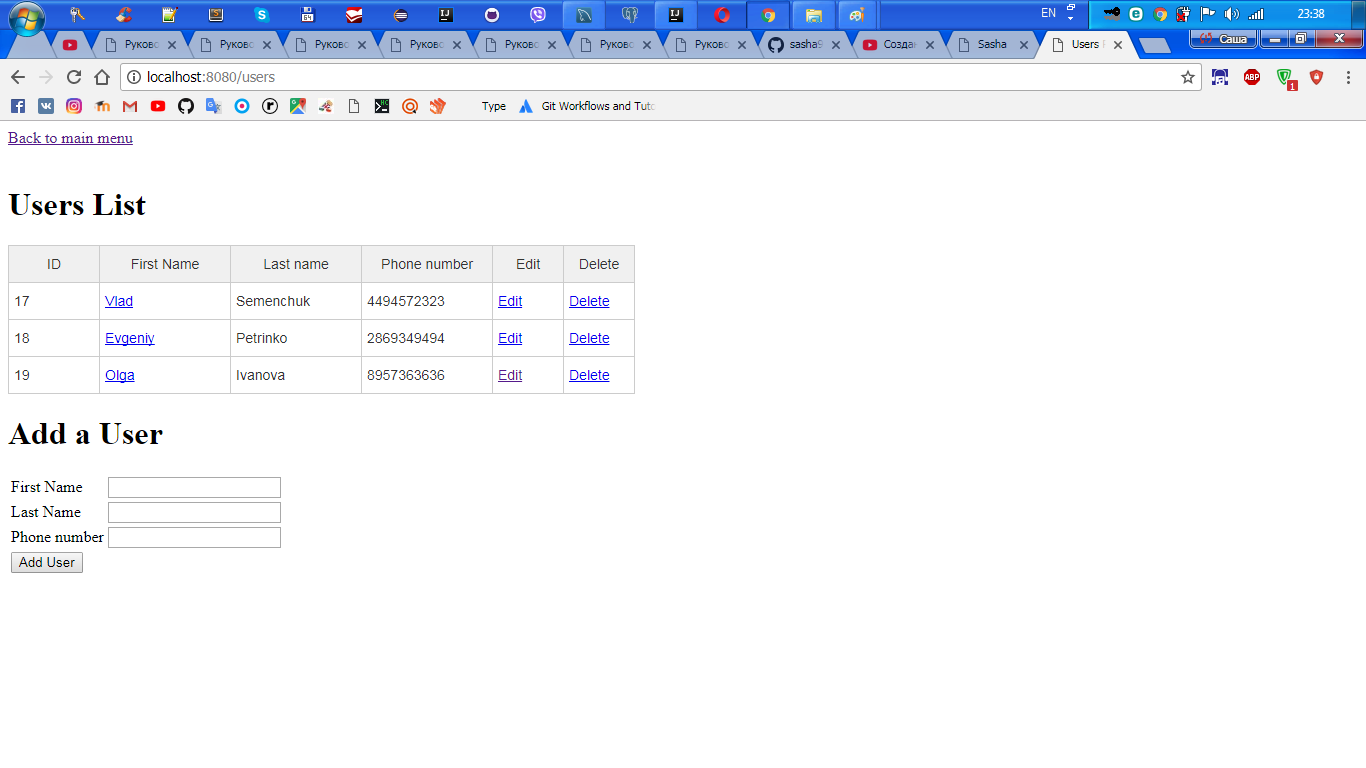 EN 23:38
Руково Руково Руково Руково Руково Руково Руково sasha9 Создан Sasha Users Саша
localhost:8080/users
ABP 1
Type Git Workflows and Tuto
Back to main menu
Users List
ID First Name Last name Phone number Edit Delete
17 Vlad Semenchuk 4494572323 Edit Delete
18 Evgeniy Petrinko 2869349494 Edit Delete
19 Olga Ivanova 8957363636 Edit Delete
Add a User
First Name
Last Name
Phone number
Add User